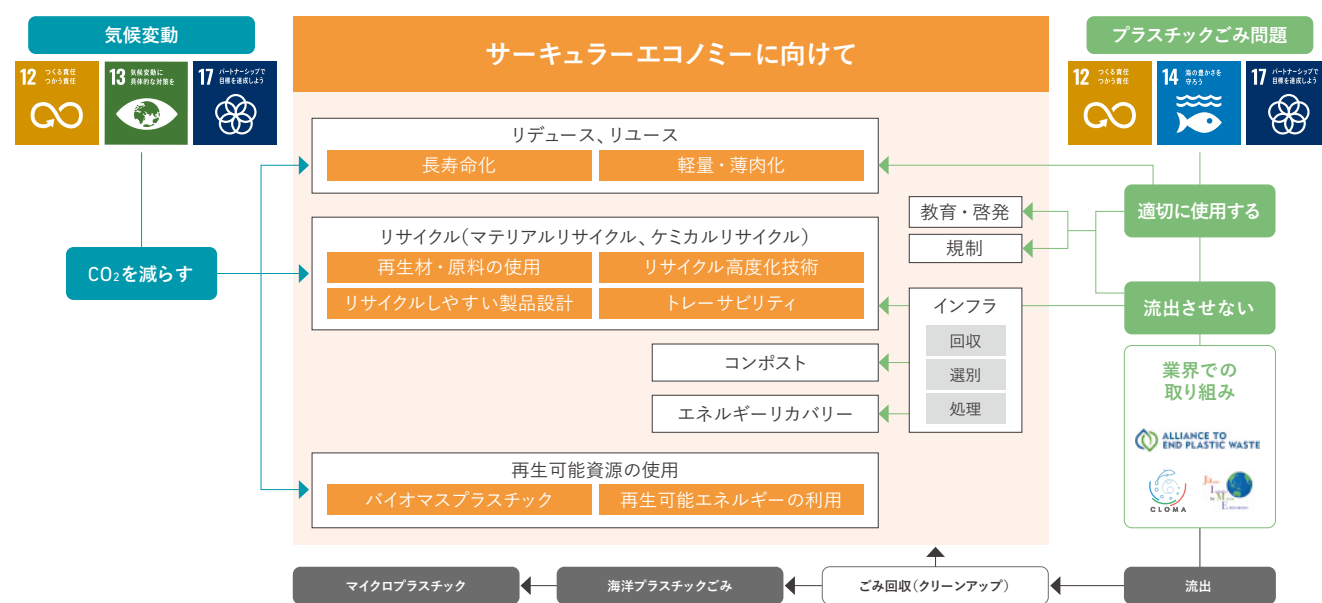 気候変動
12 つくる責任
つかう責任
13 気候変動に
具体的な対策を
17 パートナーシップで
目標を達成しよう
CO₂を減らす
サーキュラーエコノミーに向けて
リデュース、リユース
長寿命化
軽量・薄肉化
リサイクル(マテリアルリサイクル、ケミカルリサイクル)
再生材・原料の使用
リサイクル高度化技術
リサイクルしやすい製品設計
トレーサビリティ
教育・啓発
規制
インフラ
回収
選別
処理
コンポスト
エネルギーリカバリー
再生可能資源の使用
バイオマスプラスチック
再生可能エネルギーの利用
プラスチックごみ問題
12 つくる責任
つかう責任
14 海の豊かさを
守ろう
17 パートナーシップで
目標を達成しよう
適切に使用する
流出させない
業界での
取り組み
ALLIANCE TO
END PLASTIC WASTE
CLOMA
マイクロプラスチック
海洋プラスチックごみ
ごみ回収(クリーンアップ)
流出